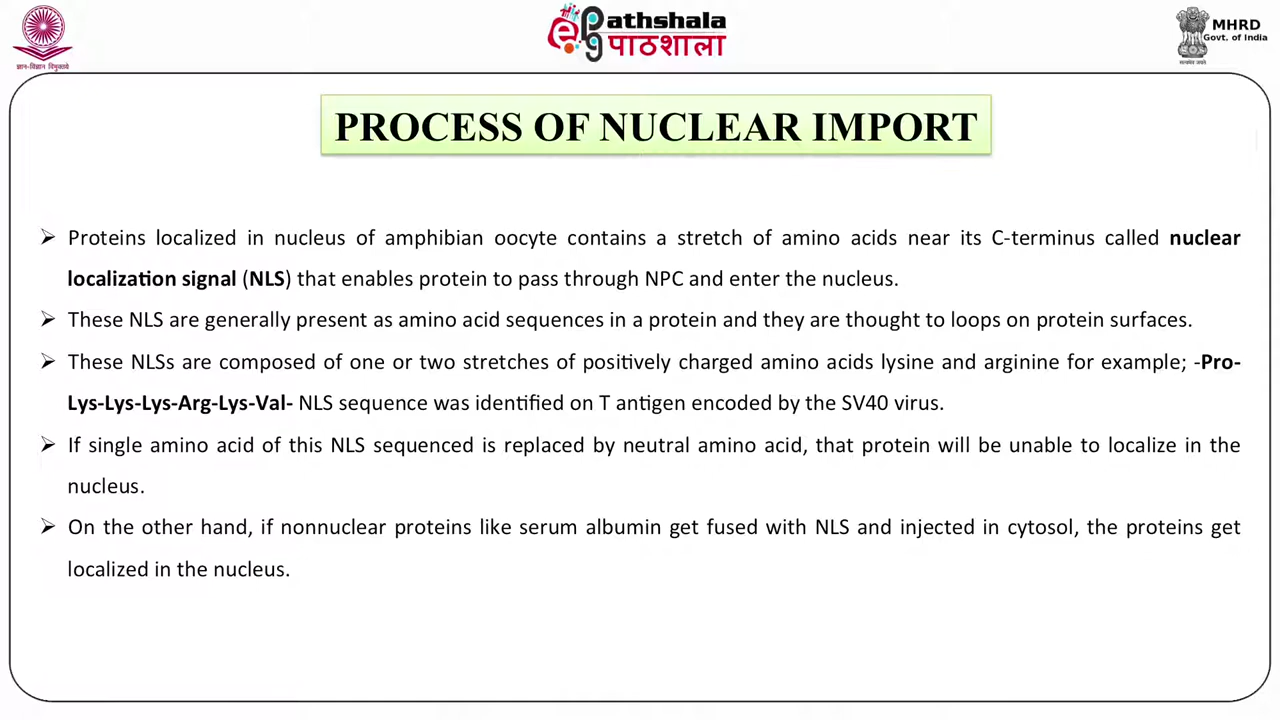 ज्ञान-विज्ञान विमुक्तये
ePathshala
पाठशाला
सत्यमेव जयते
MHRD
Govt. of India
PROCESS OF NUCLEAR IMPORT
➢ Proteins localized in nucleus of amphibian oocyte contains a stretch of amino acids near its C-terminus called nuclear
localization signal (NLS) that enables protein to pass through NPC and enter the nucleus.
➢ These NLS are generally present as amino acid sequences in a protein and they are thought to loops on protein surfaces.
➢ These NLSs are composed of one or two stretches of positively charged amino acids lysine and arginine for example; -Pro-
Lys-Lys-Lys-Arg-Lys-Val- NLS sequence was identified on T antigen encoded by the SV40 virus.
➢ If single amino acid of this NLS sequenced is replaced by neutral amino acid, that protein will be unable to localize in the
nucleus.
➢ On the other hand, if nonnuclear proteins like serum albumin get fused with NLS and injected in cytosol, the proteins get
localized in the nucleus.